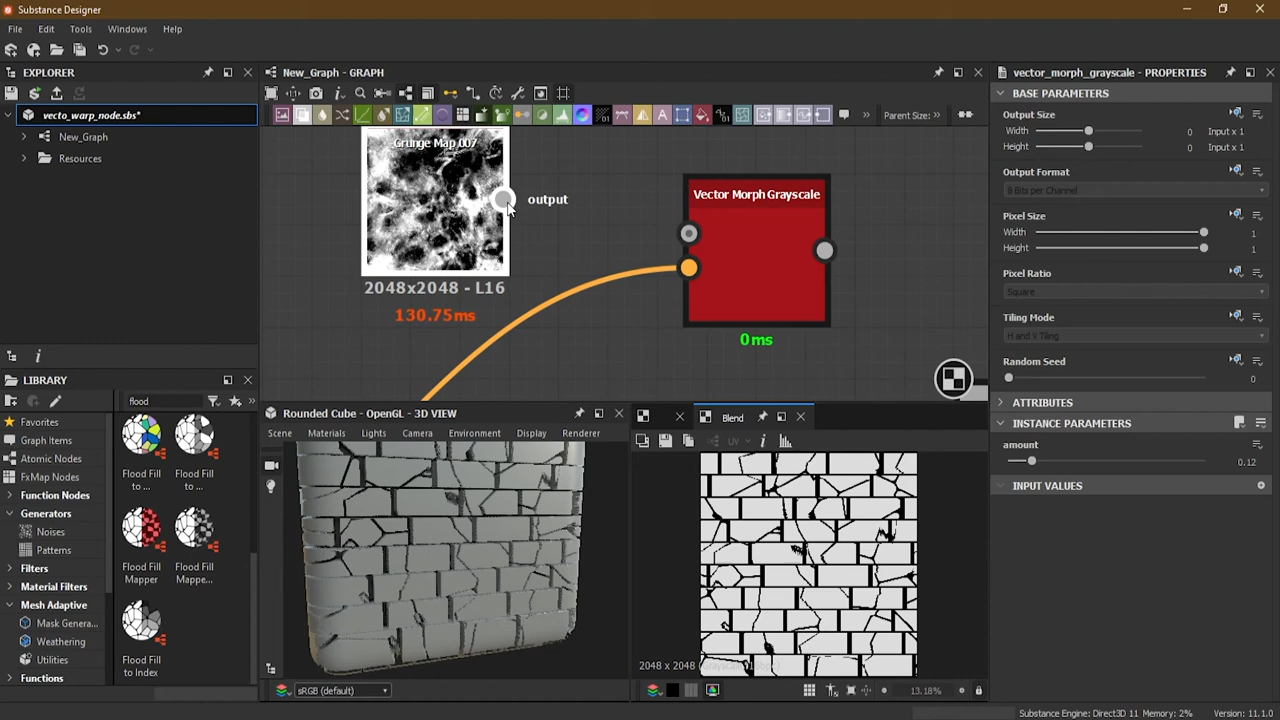 Substance Designer
File Edit Tools Windows Help
EXPLORER
vecto_warp_node.sbs*
New_Graph
Resources
LIBRARY
flood
Favorites
Graph Items
Atomic Nodes
FxMap Nodes
Function Nodes
Generators
Noises
Patterns
Filters
Material Filters
Mesh Adaptive
Mask Genera...
Weathering
Utilities
Functions
Flood Fill to ...
Flood Fill to ...
Flood Fill Mapper
Flood Fill Mappe...
Flood Fill to Index
New_Graph - GRAPH
Parent Size:
Grunge Map 007
output
2048x2048 - L16
130.75ms
Vector Morph Grayscale
0ms
Rounded Cube - OpenGL - 3D VIEW
Scene Materials Lights Camera Environment Display Renderer
sRGB (default)
Blend
UV
2048 x 2048 (Grayscale, 16bpc)
13.18%
vector_morph_grayscale - PROPERTIES
BASE PARAMETERS
Output Size
Width 0 Input x 1
Height 0 Input x 1
Output Format
8 Bits per Channel
Pixel Size
Width 1
Height 1
Pixel Ratio
Square
Tiling Mode
H and V Tiling
Random Seed
0
ATTRIBUTES
INSTANCE PARAMETERS
amount
0.12
INPUT VALUES
Substance Engine: Direct3D 11 Memory: 2% Version: 11.1.0